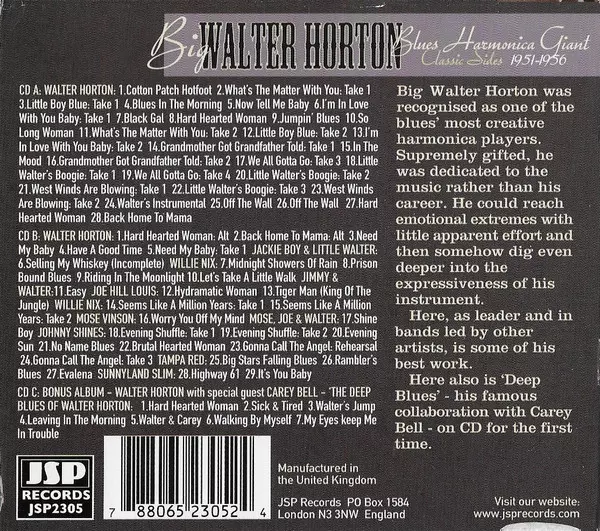 Big WALTER HORTON Blues Harmonica Giant
Classic Sides 1951-1956
CD A: WALTER HORTON: 1.Cotton Patch Hotfoot 2.What's The Matter With You: Take 1
3.Little Boy Blue: Take 1 4.Blues In The Morning 5.Now Tell Me Baby 6.I'm In Love
With You Baby: Take 1 7.Black Gal 8.Hard Hearted Woman 9.Jumpin' Blues 10.So
Long Woman 11.What's The Matter With You: Take 2 12.Little Boy Blue: Take 2 13.I'm
In Love With You Baby: Take 2 14.Grandmother Got Grandfather Told: Take 1 15.In The
Mood 16.Grandmother Got Grandfather Told: Take 2 17.We All Gotta Go: Take 3 18.Little
Walter's Boogie: Take 1 19.We All Gotta Go: Take 4 20.Little Walter's Boogie: Take 2
21.West Winds Are Blowing: Take 1 22.Little Walter's Boogie: Take 3 23.West Winds
Are Blowing: Take 2 24.Walter's Instrumental 25.Off The Wall 26.Off The Wall 27.Hard
Hearted Woman 28.Back Home To Mama
CD B: WALTER HORTON: 1.Hard Hearted Woman: Alt 2.Back Home To Mama: Alt 3.Need
My Baby 4.Have A Good Time 5.Need My Baby: Take 1 JACKIE BOY & LITTLE WALTER:
6.Selling My Whiskey (Incomplete) WILLIE NIX: 7.Midnight Showers Of Rain 8.Prison
Bound Blues 9.Riding In The Moonlight 10.Let's Take A Little Walk JIMMY &
WALTER:11.Easy JOE HILL LOUIS: 12.Hydramatic Woman 13.Tiger Man (King Of The
Jungle) WILLIE NIX: 14.Seems Like A Million Years: Take 1 15.Seems Like A Million
Years: Take 2 MOSE VINSON: 16.Worry You Off My Mind MOSE, JOE & WALTER: 17.Shine
Boy JOHNNY SHINES: 18.Evening Shuffle: Take 1 19.Evening Shuffle: Take 2 20.Evening
Sun 21.No Name Blues 22.Brutal Hearted Woman 23.Gonna Call The Angel: Rehearsal
24.Gonna Call The Angel: Take 3 TAMPA RED: 25.Big Stars Falling Blues 26.Rambler's
Blues 27.Evalena SUNNYLAND SLIM: 28.Highway 61 29.It's You Baby
CD C: BONUS ALBUM - WALTER HORTON with special guest CAREY BELL - 'THE DEEP
BLUES OF WALTER HORTON: 1.Hard Hearted Woman 2.Sick & Tired 3.Walter's Jump
4.Leaving In The Morning 5.Walter & Carey 6.Walking By Myself 7.My Eyes keep Me
In Trouble
Big Walter Horton was
recognised as one of the
blues' most creative
harmonica players.
Supremely gifted, he
was dedicated to the
music rather than his
career. He could reach
emotional extremes with
little apparent effort and
then somehow dig even
deeper into the
expressiveness of his
instrument.
Here, as leader and in
bands led by other
artists, is some of his
best work.
Here also is 'Deep
Blues' - his famous
collaboration with Carey
Bell - on CD for the first
time.
JSP
RECORDS
JSP2305
7 88065 23052 4
Manufactured in
the United Kingdom
JSP Records PO Box 1584
London N3 3NW England
Visit our website:
www.jsprecords.com